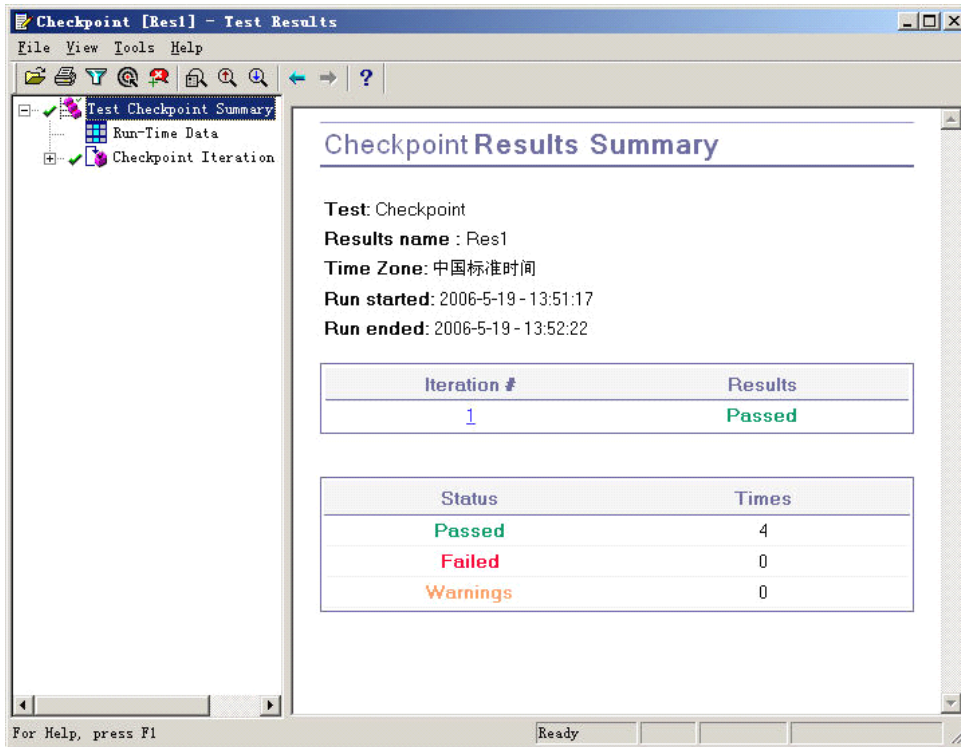 Checkpoint [Res1] - Test Results
File View Tools Help
Test Checkpoint Summary
Run-Time Data
Checkpoint Iteration
Checkpoint Results Summary
Test: Checkpoint
Results name : Res1
Time Zone: 中国标准时间
Run started: 2006-5-19 - 13:51:17
Run ended: 2006-5-19 - 13:52:22
Iteration # Results
1 Passed
Status Times
Passed 4
Failed 0
Warnings 0
For Help, press F1 Ready